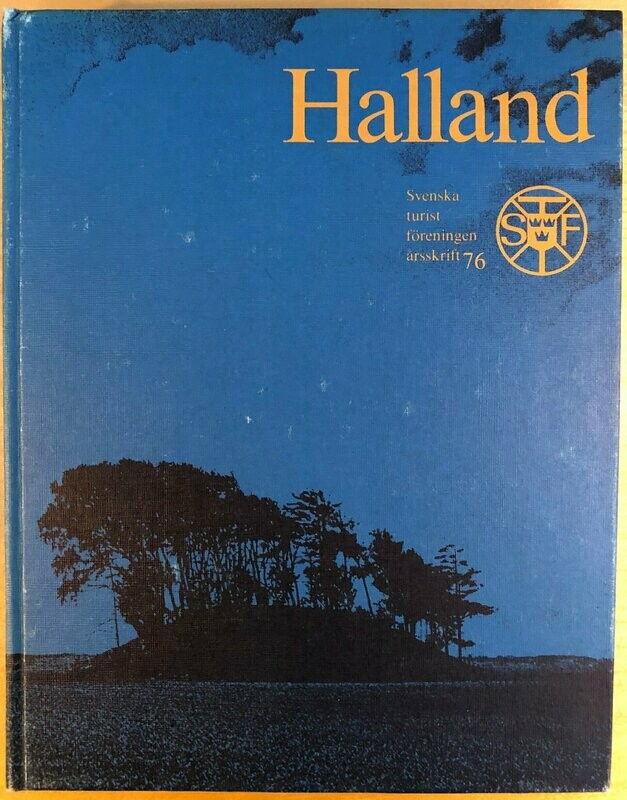 Halland
Svenska
turist
föreningen
årsskrift 76
STF